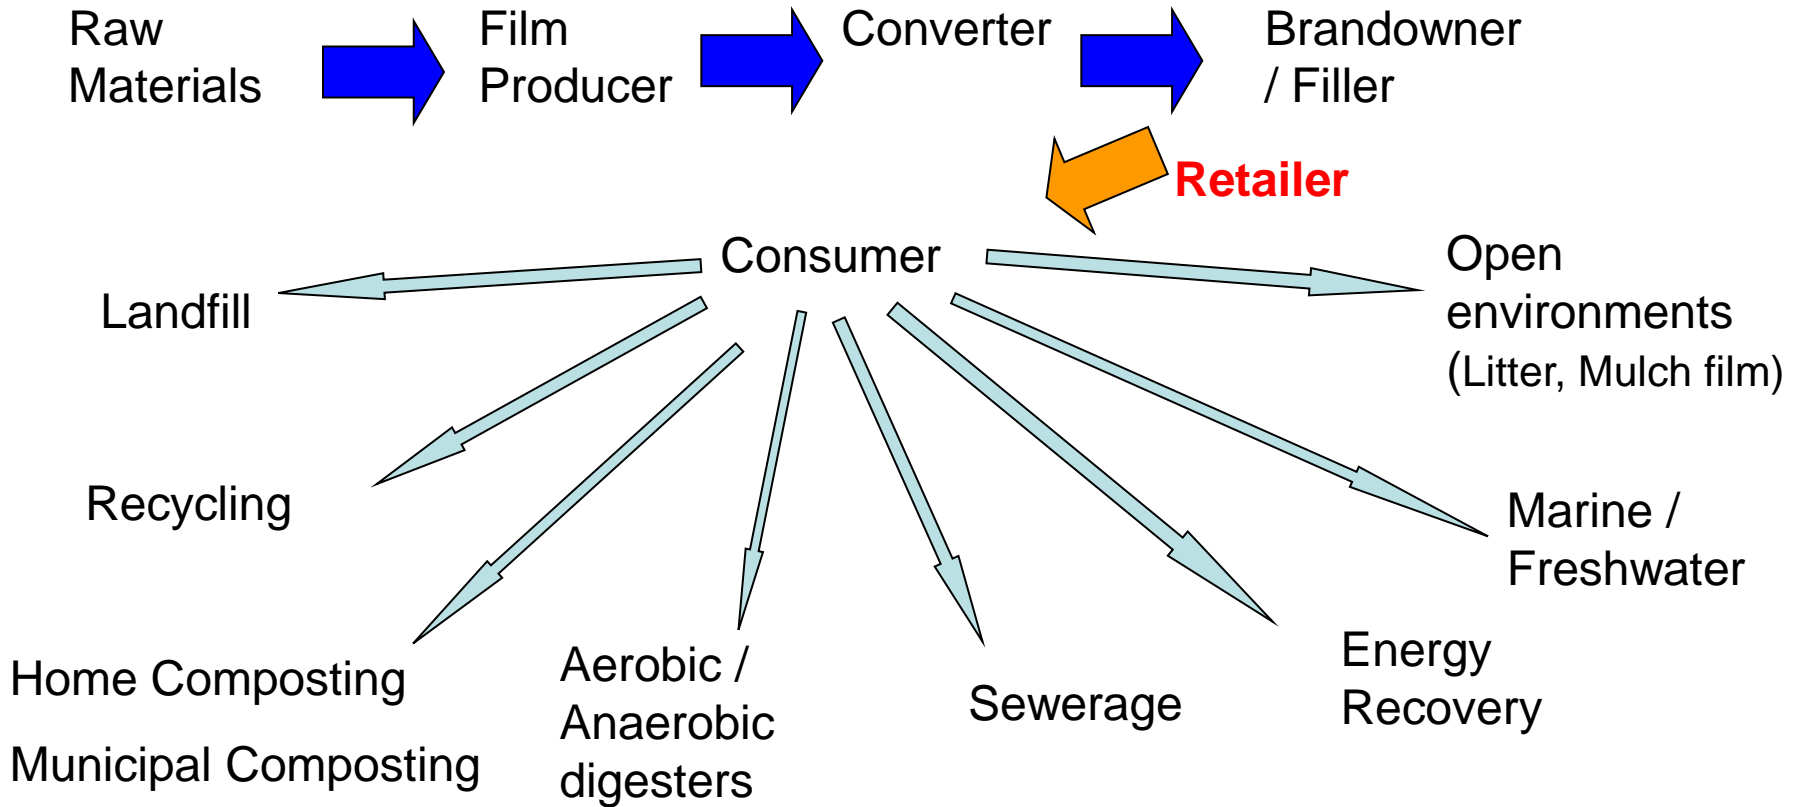 Raw
Materials
Film
Producer
Converter
Brandowner
/ Filler
Retailer
Consumer
Landfill
Open
environments
(Litter, Mulch film)
Recycling
Marine /
Freshwater
Home Composting
Municipal Composting
Aerobic /
Anaerobic
digesters
Sewerage
Energy
Recovery